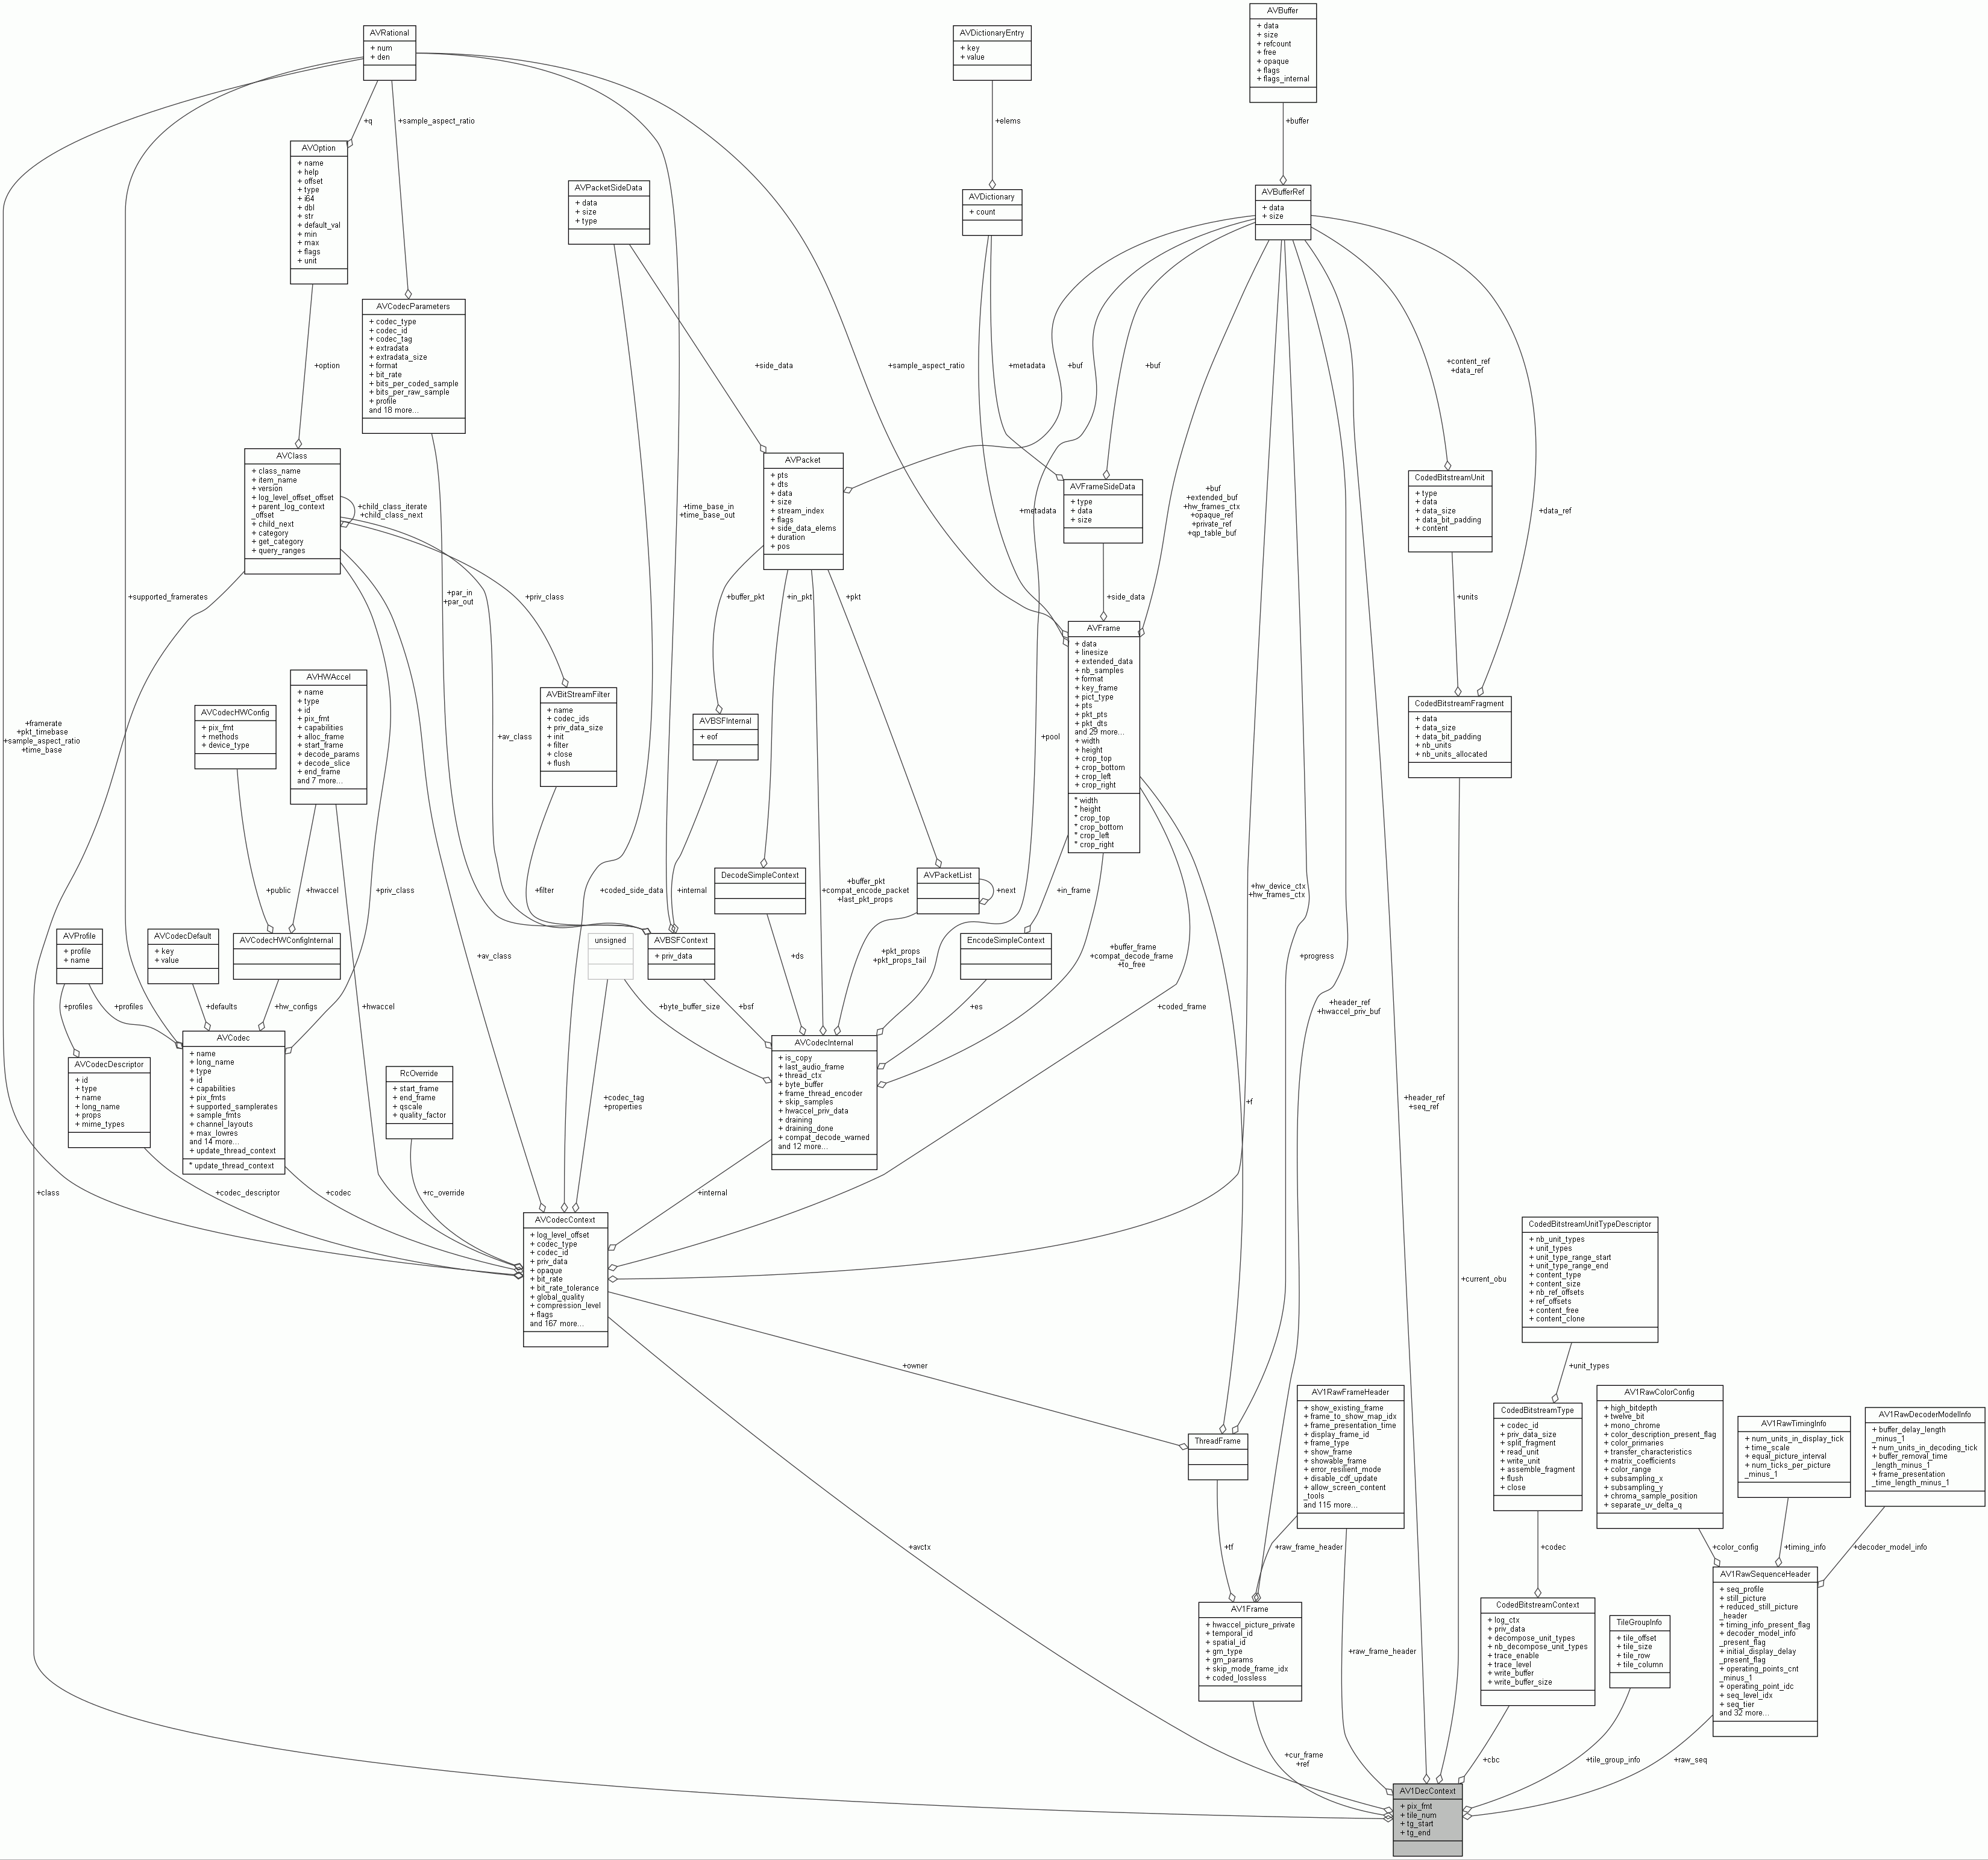 AVRational
+ num
+ den
AVDictionaryEntry
+ key
+ value
AVBuffer
+ data
+ size
+ refcount
+ free
+ opaque
+ flags
+ flags_internal
+q
+sample_aspect_ratio
+elems
+buffer
AVOption
+ name
+ help
+ offset
+ type
+ i64
+ dbl
+ str
+ default_val
+ min
+ max
+ flags
+ unit
AVPacketSideData
+ data
+ size
+ type
AVDictionary
+ count
AVBufferRef
+ data
+ size
AVCodecParameters
+ codec_type
+ codec_id
+ codec_tag
+ extradata
+ extradata_size
+ format
+ bit_rate
+ bits_per_coded_sample
+ bits_per_raw_sample
+ profile
and 18 more...
+option
+side_data
+sample_aspect_ratio
+metadata
+buf
+buf
+content_ref
+data_ref
AVClass
+ class_name
+ item_name
+ version
+ log_level_offset_offset
+ parent_log_context
_offset
+ child_next
+ category
+ get_category
+ query_ranges
+child_class_iterate
+child_class_next
+time_base_in
+time_base_out
AVPacket
+ pts
+ dts
+ data
+ size
+ stream_index
+ flags
+ side_data_elems
+ duration
+ pos
+metadata
AVFrameSideData
+ type
+ data
+ size
+buf
+extended_buf
+hw_frames_ctx
+opaque_ref
+private_ref
+qp_table_buf
CodedBitstreamUnit
+ type
+ data
+ data_size
+ data_bit_padding
+ content
+data_ref
+supported_framerates
+par_in
+par_out
+priv_class
+buffer_pkt
+in_pkt
+pkt
+side_data
+units
AVFrame
+ data
+ linesize
+ extended_data
+ nb_samples
+ format
+ key_frame
+ pict_type
+ pts
+ pkt_pts
+ pkt_dts
and 29 more...
+ width
+ height
+ crop_top
+ crop_bottom
+ crop_left
+ crop_right
* width
* height
* crop_top
* crop_bottom
* crop_left
* crop_right
+framerate
+pkt_timebase
+sample_aspect_ratio
+time_base
AVCodecHWConfig
+ pix_fmt
+ methods
+ device_type
AVHWAccel
+ name
+ type
+ id
+ pix_fmt
+ capabilities
+ alloc_frame
+ start_frame
+ decode_params
+ decode_slice
+ end_frame
and 7 more...
+av_class
AVBitStreamFilter
+ name
+ codec_ids
+ priv_data_size
+ init
+ filter
+ close
+ flush
AVBSFInternal
+ eof
+pool
CodedBitstreamFragment
+ data
+ data_size
+ data_bit_padding
+ nb_units
+ nb_units_allocated
+public
+hwaccel
+priv_class
+filter
+coded_side_data
+internal
DecodeSimpleContext
+buffer_pkt
+compat_encode_packet
+last_pkt_props
AVPacketList
+next
+in_frame
+hw_device_ctx
+hw_frames_ctx
AVProfile
+ profile
+ name
AVCodecDefault
+ key
+ value
AVCodecHWConfigInternal
+av_class
unsigned
AVBSFContext
+ priv_data
+ds
+pkt_props
+pkt_props_tail
EncodeSimpleContext
+buffer_frame
+compat_decode_frame
+to_free
+progress
+profiles
+profiles
+defaults
+hw_configs
+hwaccel
+byte_buffer_size
+bsf
+es
+coded_frame
+header_ref
+hwaccel_priv_buf
AVCodecDescriptor
+ id
+ type
+ name
+ long_name
+ props
+ mime_types
AVCodec
+ name
+ long_name
+ type
+ id
+ capabilities
+ pix_fmts
+ supported_samplerates
+ sample_fmts
+ channel_layouts
+ max_lowres
and 14 more...
+ update_thread_context
* update_thread_context
RcOverride
+ start_frame
+ end_frame
+ qscale
+ quality_factor
+codec_tag
+properties
AVCodecInternal
+ is_copy
+ last_audio_frame
+ thread_ctx
+ byte_buffer
+ frame_thread_encoder
+ skip_samples
+ hwaccel_priv_data
+ draining
+ draining_done
+ compat_decode_warned
and 12 more...
+f
+header_ref
+seq_ref
+class
+codec_descriptor
+codec
+rc_override
+internal
AVCodecContext
+ log_level_offset
+ codec_type
+ codec_id
+ priv_data
+ opaque
+ bit_rate
+ bit_rate_tolerance
+ global_quality
+ compression_level
+ flags
and 167 more...
+current_obu
CodedBitstreamUnitTypeDescriptor
+ nb_unit_types
+ unit_types
+ unit_type_range_start
+ unit_type_range_end
+ content_type
+ content_size
+ nb_ref_offsets
+ ref_offsets
+ content_free
+ content_clone
+owner
+unit_types
ThreadFrame
AV1RawFrameHeader
+ show_existing_frame
+ frame_to_show_map_idx
+ frame_presentation_time
+ display_frame_id
+ frame_type
+ show_frame
+ showable_frame
+ error_resilient_mode
+ disable_cdf_update
+ allow_screen_content
_tools
and 115 more...
CodedBitstreamType
+ codec_id
+ priv_data_size
+ split_fragment
+ read_unit
+ write_unit
+ assemble_fragment
+ flush
+ close
AV1RawColorConfig
+ high_bitdepth
+ twelve_bit
+ mono_chrome
+ color_description_present_flag
+ color_primaries
+ transfer_characteristics
+ matrix_coefficients
+ color_range
+ subsampling_x
+ subsampling_y
+ chroma_sample_position
+ separate_uv_delta_q
AV1RawTimingInfo
+ num_units_in_display_tick
+ time_scale
+ equal_picture_interval
+ num_ticks_per_picture
_minus_1
AV1RawDecoderModelInfo
+ buffer_delay_length
_minus_1
+ num_units_in_decoding_tick
+ buffer_removal_time
_length_minus_1
+ frame_presentation
_time_length_minus_1
+avctx
+tf
+raw_frame_header
+codec
+color_config
+timing_info
+decoder_model_info
AV1Frame
+ hwaccel_picture_private
+ temporal_id
+ spatial_id
+ gm_type
+ gm_params
+ skip_mode_frame_idx
+ coded_lossless
+raw_frame_header
CodedBitstreamContext
+ log_ctx
+ priv_data
+ decompose_unit_types
+ nb_decompose_unit_types
+ trace_enable
+ trace_level
+ write_buffer
+ write_buffer_size
TileGroupInfo
+ tile_offset
+ tile_size
+ tile_row
+ tile_column
AV1RawSequenceHeader
+ seq_profile
+ still_picture
+ reduced_still_picture
_header
+ timing_info_present_flag
+ decoder_model_info
_present_flag
+ initial_display_delay
_present_flag
+ operating_points_cnt
_minus_1
+ operating_point_idc
+ seq_level_idx
+ seq_tier
and 32 more...
+cur_frame
+ref
+cbc
+tile_group_info
+raw_seq
AV1DecContext
+ pix_fmt
+ tile_num
+ tg_start
+ tg_end